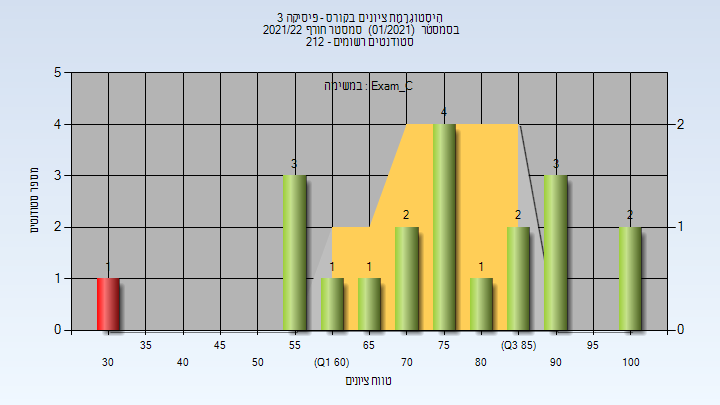 היסטוגרמת ציונים בקורס - פיסיקה 3
בסמסטר (01/2021) סמסטר חורף 2021/22
סטודנטים רשומים - 212
במשימה : Exam_C
מספר סטודנטים
5
4
3
2
1
0
2
1
0
1
3
1
1
2
4
1
2
3
2
35 45 55 65 75 (Q3 85) 95
30 40 50 (Q1 60) 70 80 90 100
טווח ציונים